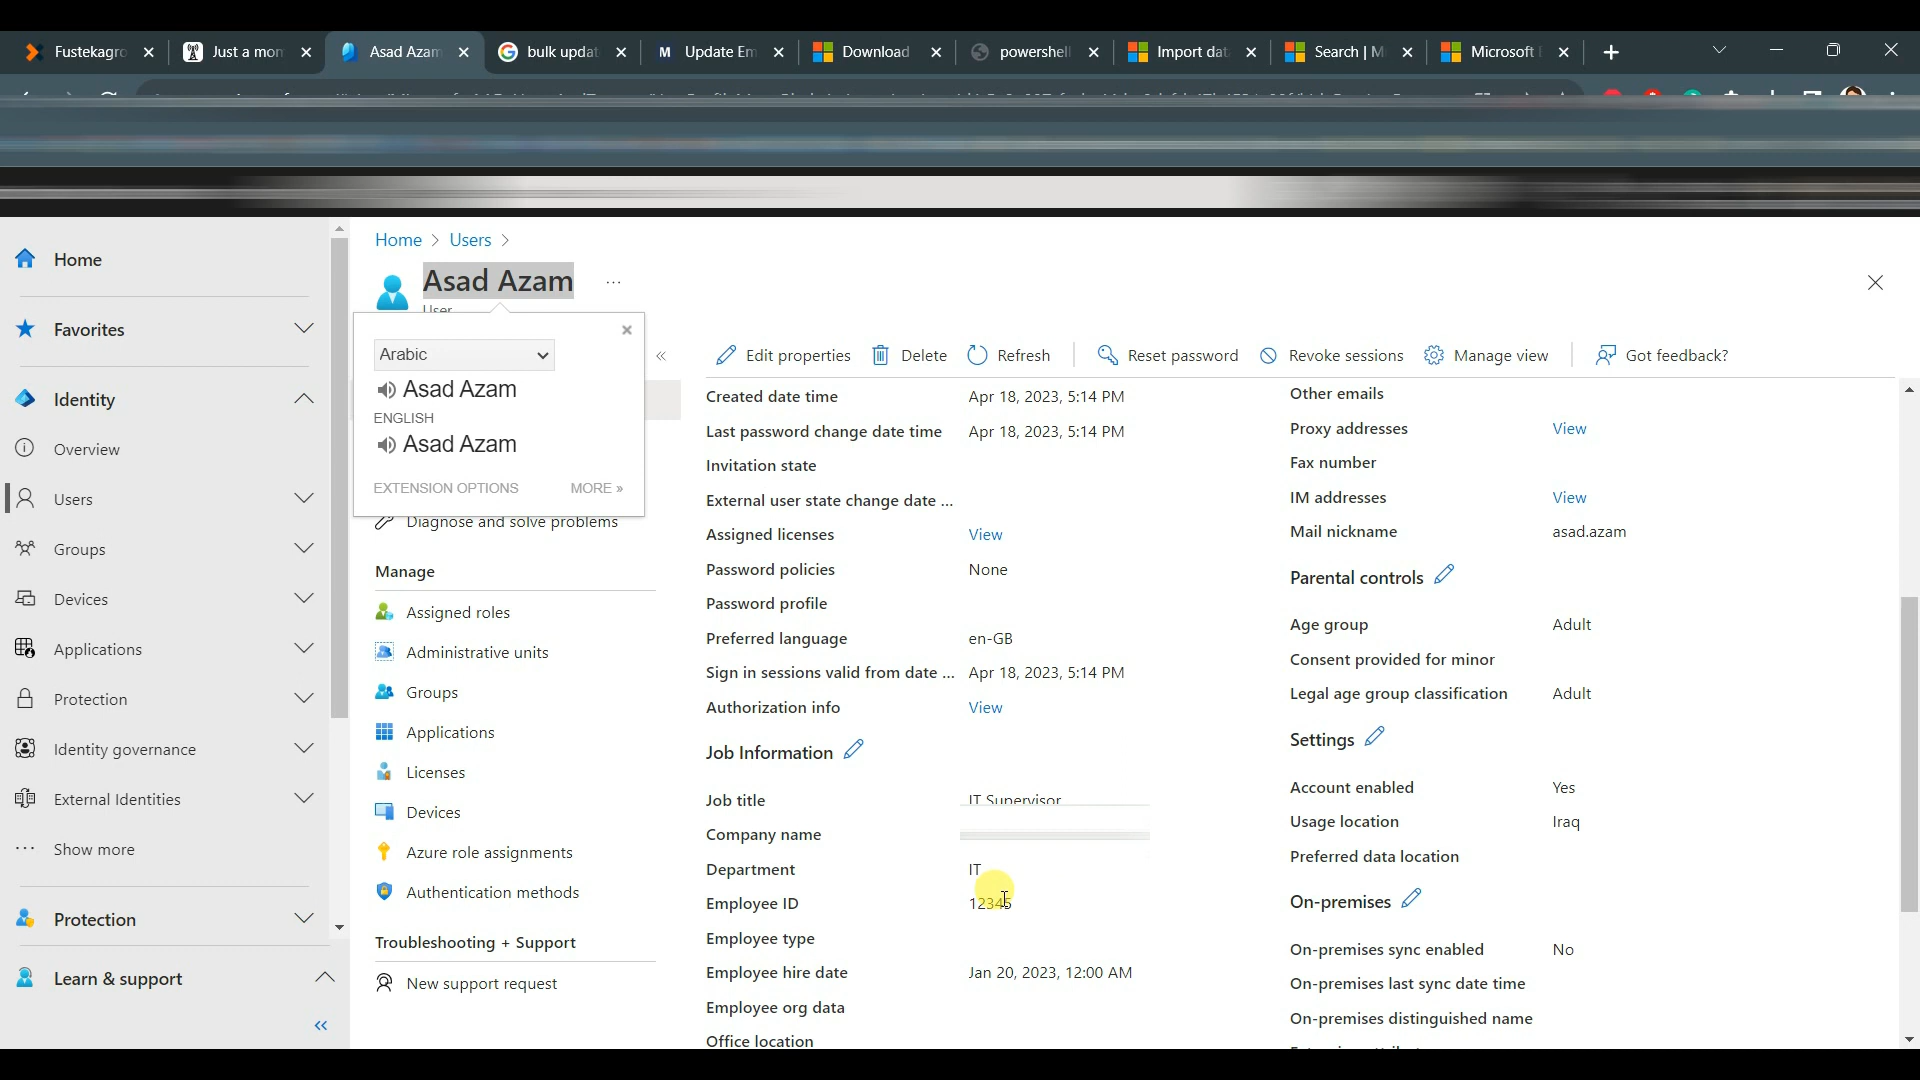 Fustekagro
Just a mom
Asad Azam
bulk updat
Update Em
Download
powershell
Import dat
Search | M
Microsoft
Home
Favorites
Identity
Overview
Users
Groups
Devices
Applications
Protection
Identity governance
External Identities
Show more
Protection
Learn & support
Home > Users >
Asad Azam
User
Arabic
Asad Azam
ENGLISH
Asad Azam
EXTENSION OPTIONS MORE »
Diagnose and solve problems
Manage
Assigned roles
Administrative units
Groups
Applications
Licenses
Devices
Azure role assignments
Authentication methods
Troubleshooting + Support
New support request
Edit properties Delete Refresh Reset password Revoke sessions Manage view Got feedback?
Created date time Apr 18, 2023, 5:14 PM
Last password change date time Apr 18, 2023, 5:14 PM
Invitation state
External user state change date ...
Assigned licenses View
Password policies None
Password profile
Preferred language en-GB
Sign in sessions valid from date ... Apr 18, 2023, 5:14 PM
Authorization info View
Job Information
Job title IT Supervisor
Company name
Department IT
Employee ID 12345
Employee type
Employee hire date Jan 20, 2023, 12:00 AM
Employee org data
Office location
Other emails
Proxy addresses View
Fax number
IM addresses View
Mail nickname asad.azam
Parental controls
Age group Adult
Consent provided for minor
Legal age group classification Adult
Settings
Account enabled Yes
Usage location Iraq
Preferred data location
On-premises
On-premises sync enabled No
On-premises last sync date time
On-premises distinguished name